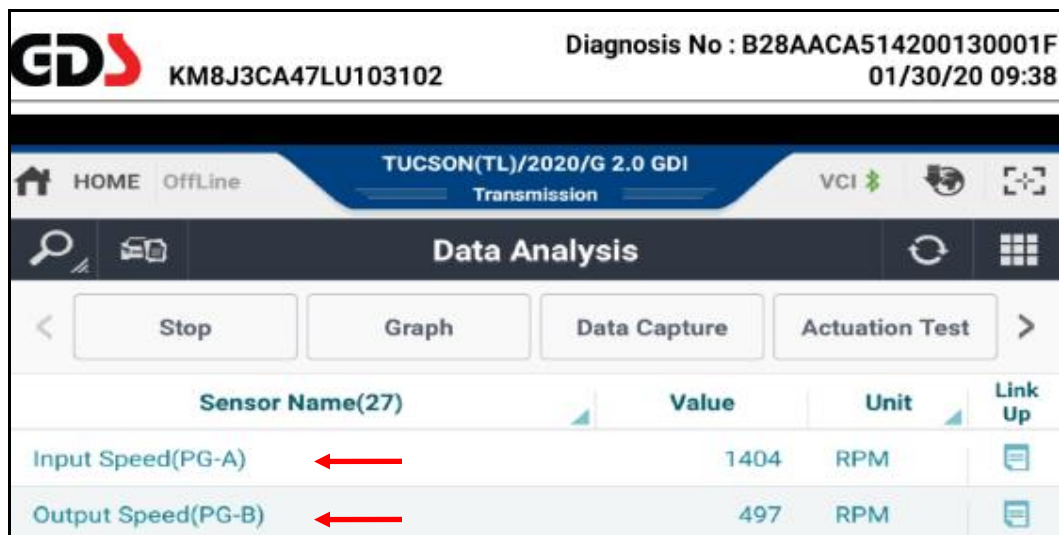 GDS
Diagnosis No : B28AACA514200130001F
KM8J3CA47LU103102
01/30/20 09:38
TUCSON(TL)/2020/G 2.0 GDI
HOME OffLine
VCI
Transmission
Data Analysis
Stop Graph Data Capture Actuation Test
Sensor Name(27) Value Unit Link Up
Input Speed(PG-A) 1404 RPM
Output Speed(PG-B) 497 RPM